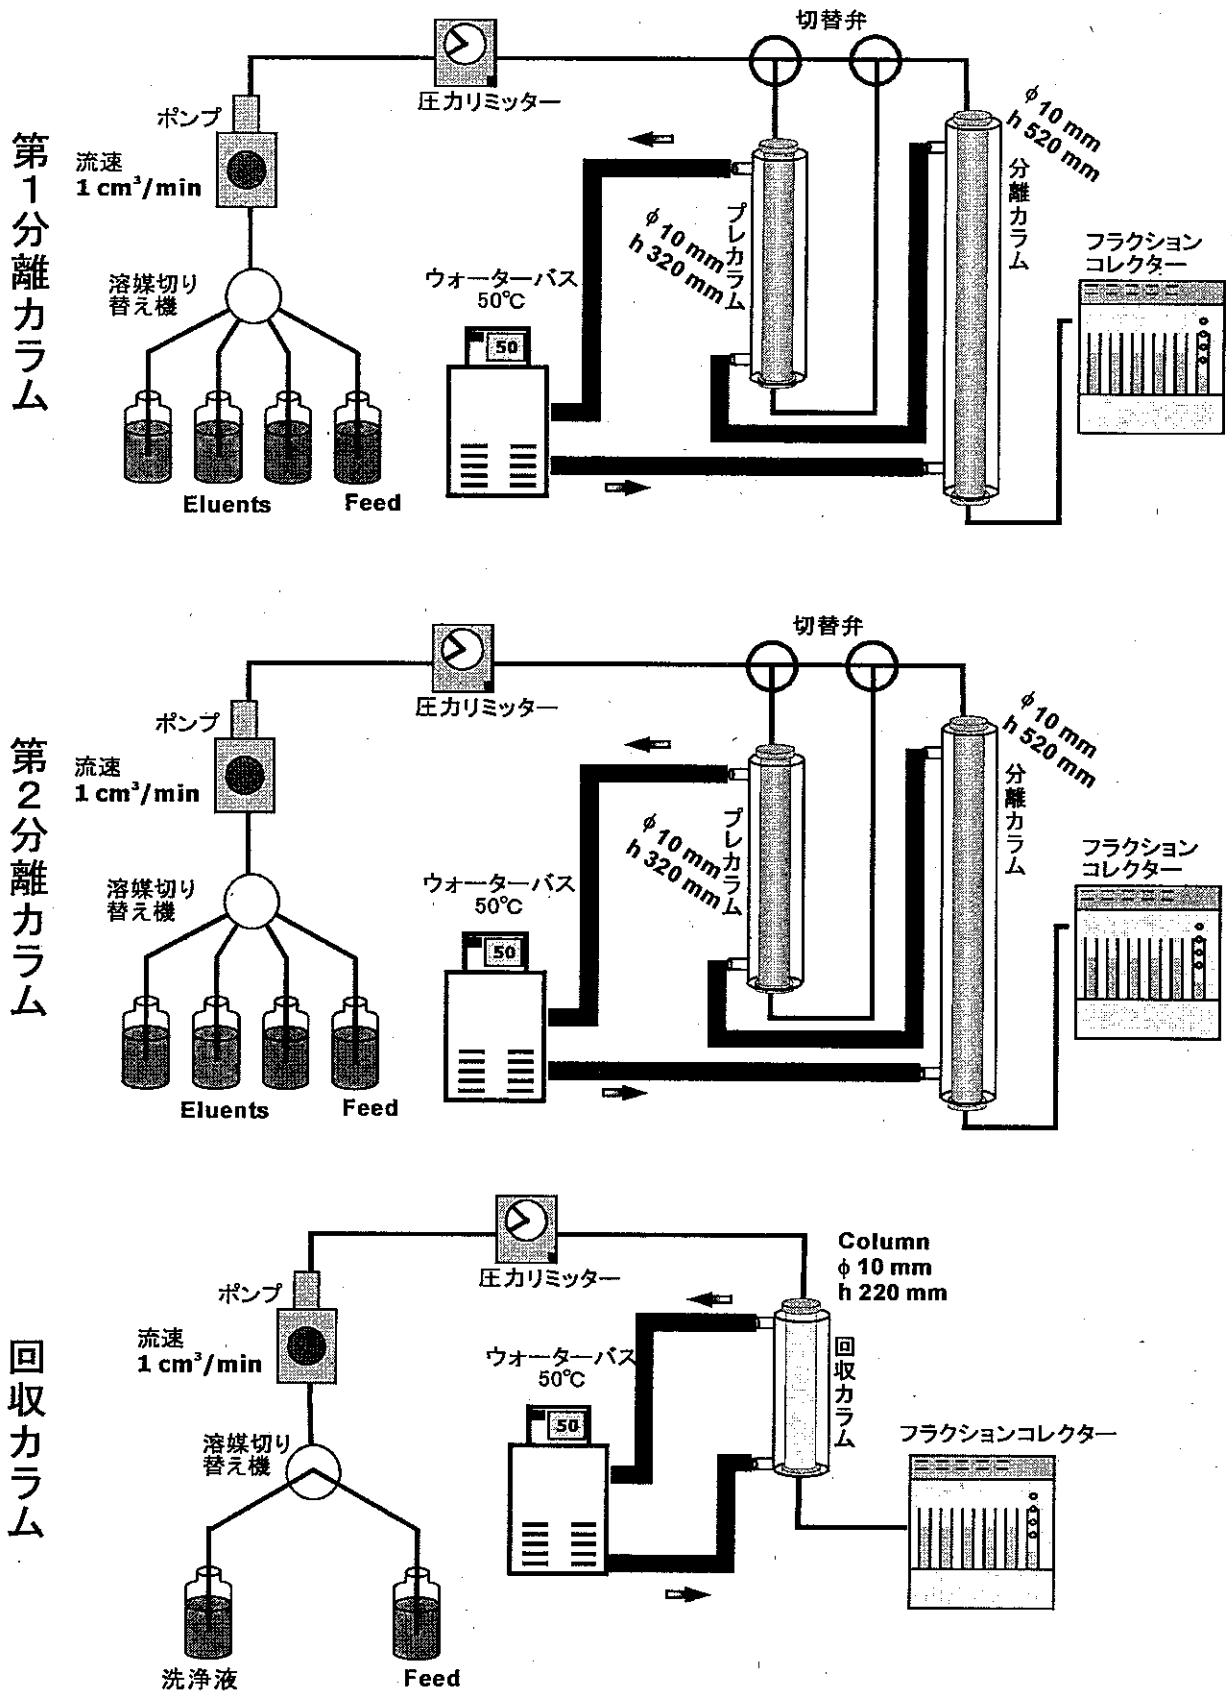 第1分離カラム
切替弁
圧力リミッター
ポンプ
流速
1 cm³/min
溶媒切り
替え機
Eluents
Feed
ウォーターバス
50℃
50
φ 10 mm
h 320 mm
プレカラム
φ 10 mm
h 520 mm
分離カラム
フラクション
コレクター
第2分離カラム
切替弁
圧力リミッター
ポンプ
流速
1 cm³/min
溶媒切り
替え機
Eluents
Feed
ウォーターバス
50℃
50
φ 10 mm
h 320 mm
プレカラム
φ 10 mm
h 520 mm
分離カラム
フラクション
コレクター
回収カラム
圧力リミッター
ポンプ
流速
1 cm³/min
溶媒切り
替え機
洗浄液
Feed
ウォーターバス
50℃
50
Column
φ 10 mm
h 220 mm
回収カラム
フラクションコレクター